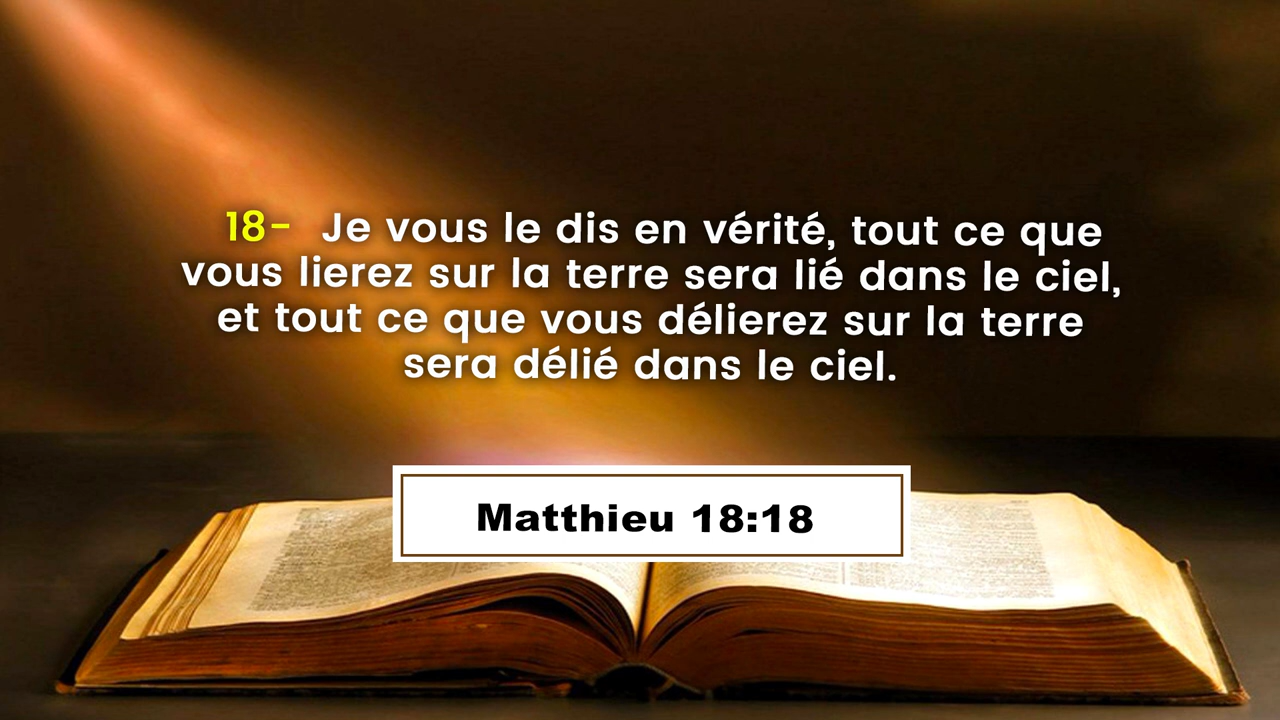 18- Je vous le dis en vérité, tout ce que
vous lierez sur la terre sera lié dans le ciel,
et tout ce que vous délierez sur la terre
sera délié dans le ciel.
Matthieu 18:18